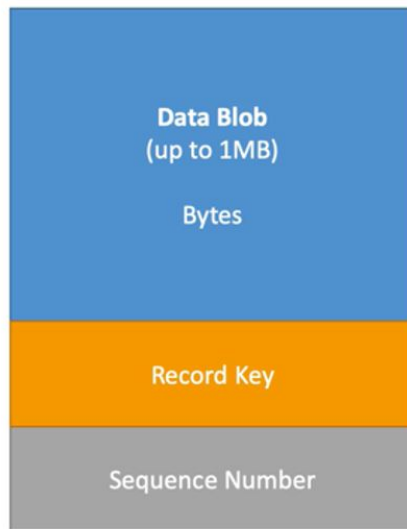 Data Blob
(up to 1MB)
Bytes
Record Key
Sequence Number